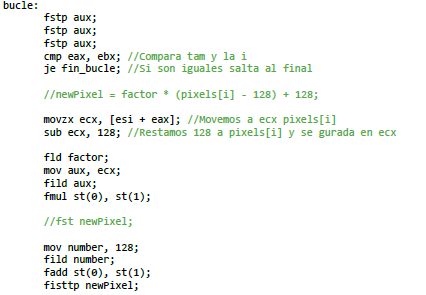 bucle:
fstp aux;
fstp aux;
fstp aux;
cmp eax, ebx; //Compara tam y la i
je fin_bucle; //Si son iguales salta al final
//newPixel = factor * (pixels[i] - 128) + 128;
movzx ecx, [esi + eax]; //Movemos a ecx pixels[i]
sub ecx, 128; //Restamos 128 a pixels[i] y se gurada en ecx
fld factor;
mov aux, ecx;
fild aux;
fmul st(0), st(1);
//fst newPixel;
mov number, 128;
fild number;
fadd st(0), st(1);
fisttp newPixel;